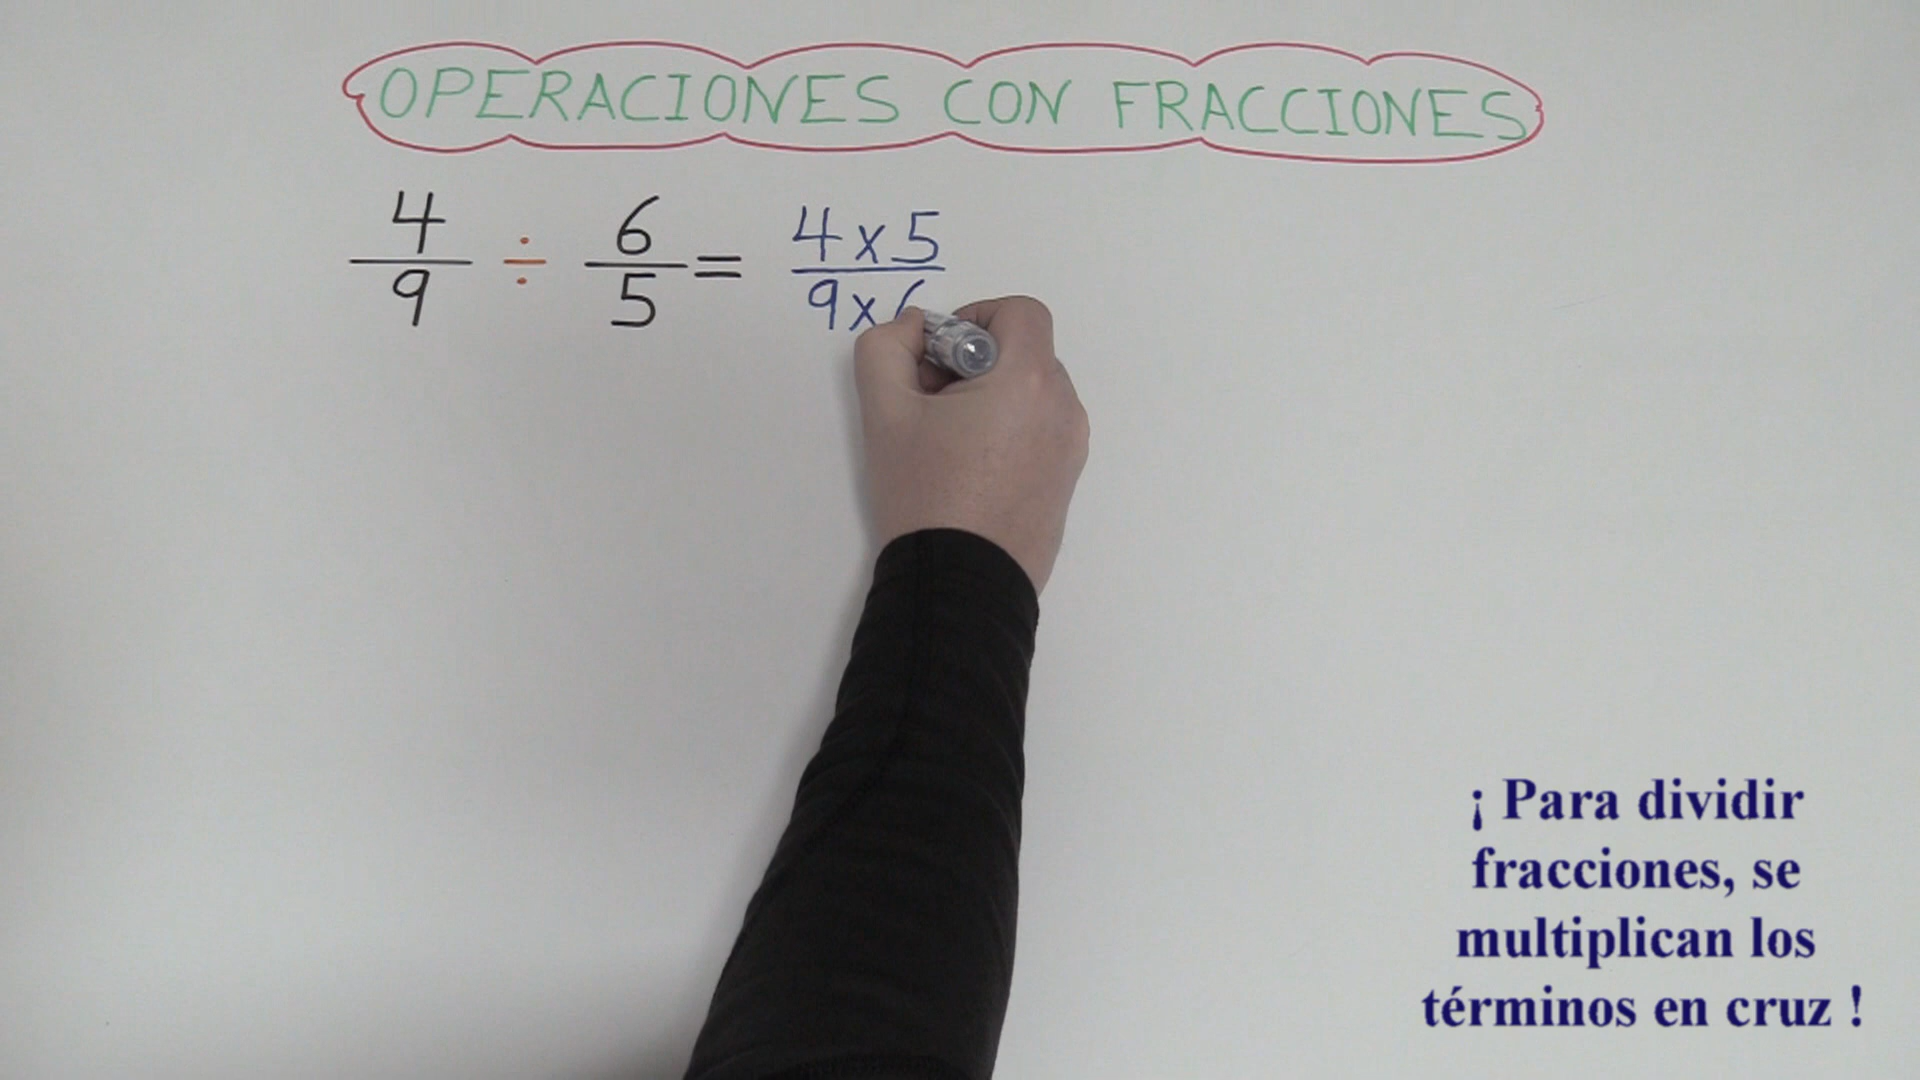 OPERACIONES CON FRACCIONES
4/9 ÷ 6/5 = 4x5/9x6
¡ Para dividir
fracciones, se
multiplican los
términos en cruz !